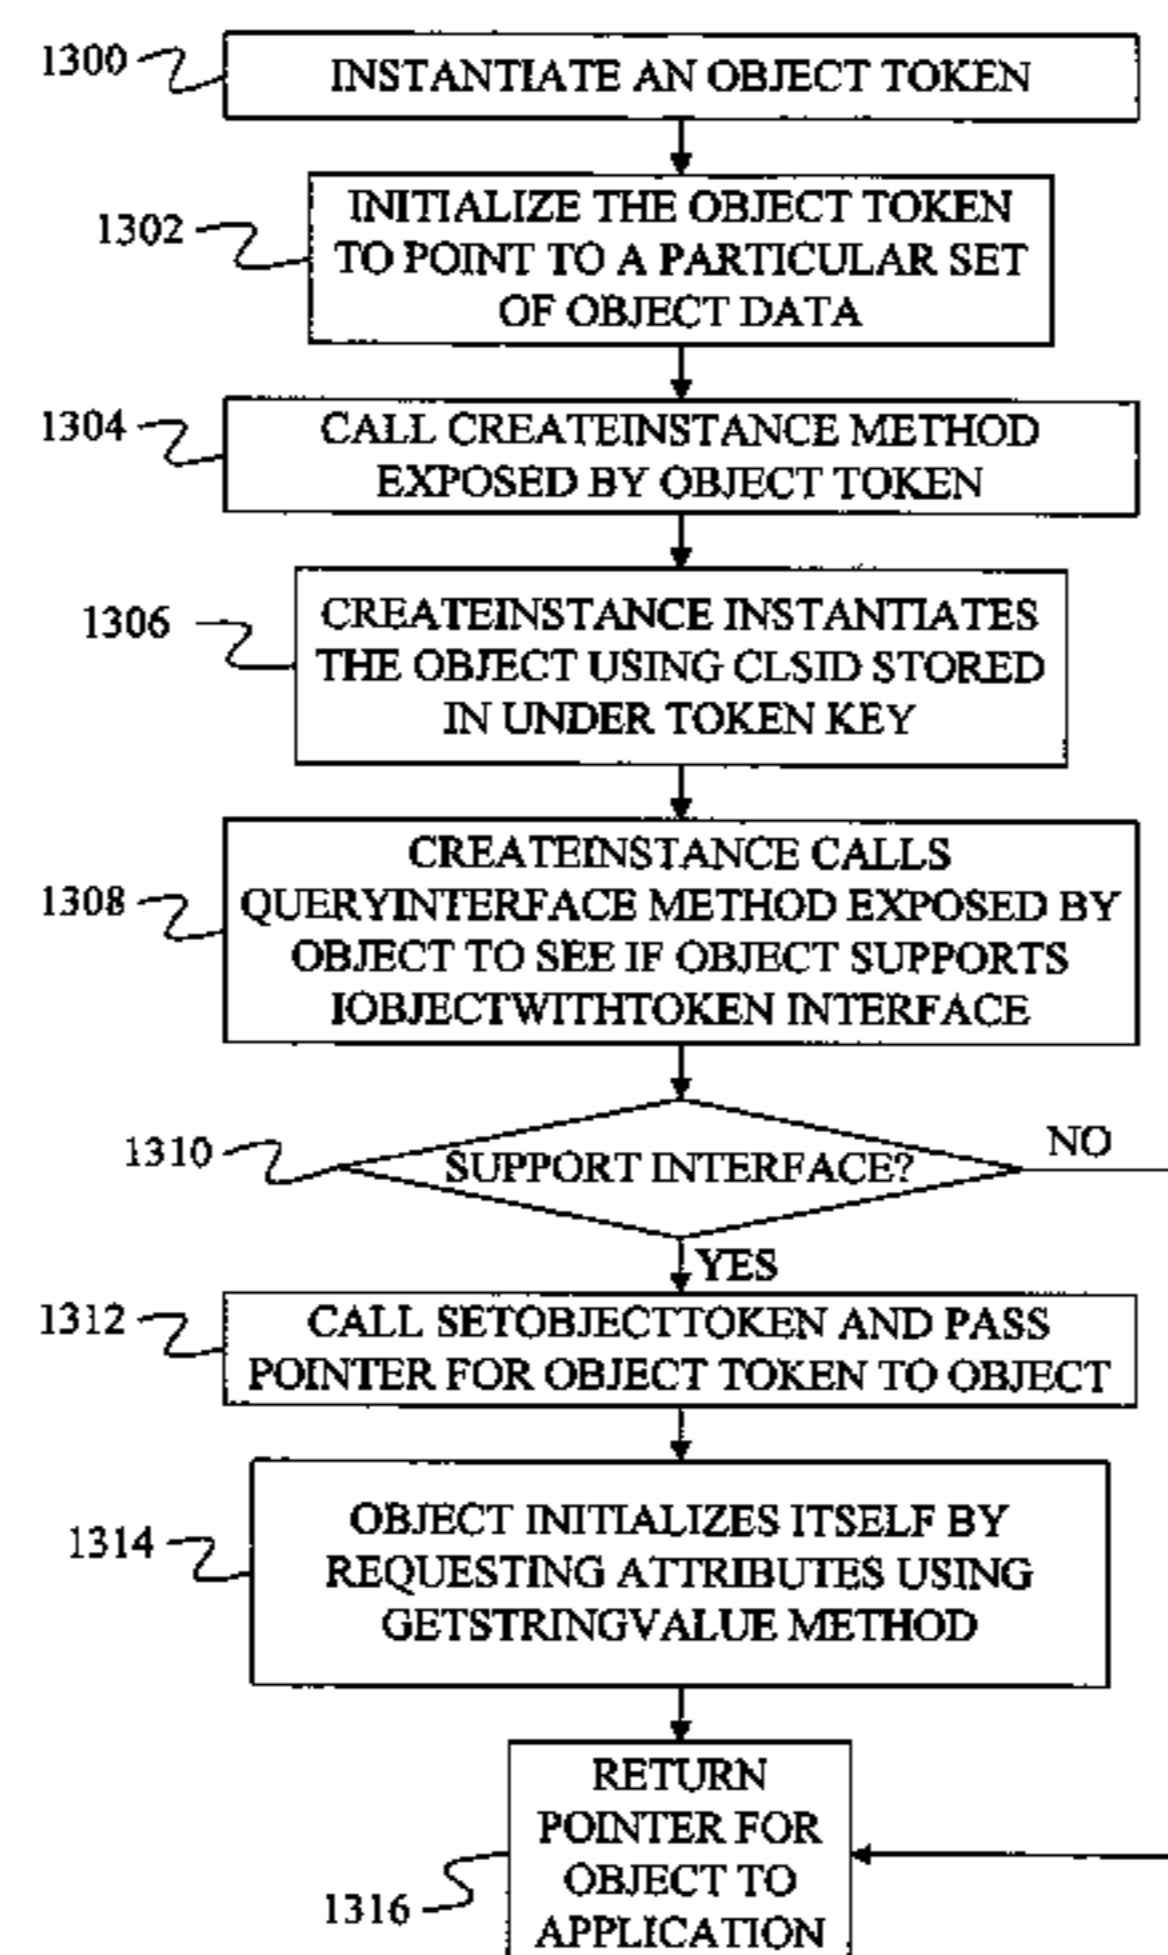 1300
INSTANTIATE AN OBJECT TOKEN
1302
INITIALIZE THE OBJECT TOKEN
TO POINT TO A PARTICULAR SET
OF OBJECT DATA
1304
CALL CREATEINSTANCE METHOD
EXPOSED BY OBJECT TOKEN
1306
CREATEINSTANCE INSTANTIATES
THE OBJECT USING CLSID STORED
IN UNDER TOKEN KEY
1308
CREATEINSTANCE CALLS
QUERYINTERFACE METHOD EXPOSED BY
OBJECT TO SEE IF OBJECT SUPPORTS
IOBJECTWITHTOKEN INTERFACE
1310
SUPPORT INTERFACE?
NO
YES
1312
CALL SETOBJECTTOKEN AND PASS
POINTER FOR OBJECT TOKEN TO OBJECT
1314
OBJECT INITIALIZES ITSELF BY
REQUESTING ATTRIBUTES USING
GETSTRINGVALUE METHOD
1316
RETURN
POINTER FOR
OBJECT TO
APPLICATION